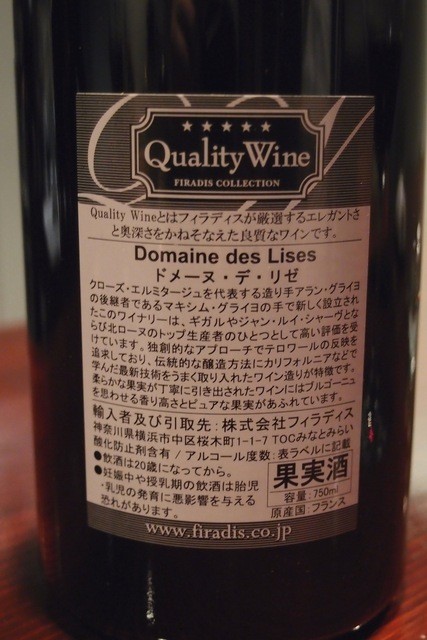 ★★★★★
Quality Wine
FIRADIS COLLECTION
Quality Wineとはフィラディスが厳選するエレガントさ
と奥深さをかねそなえた良質なワインです。
Domaine des Lises
ドメーヌ・デ・リゼ
クローズ・エルミタージュを代表する造り手アラン・グライヨ
の後継者であるマキシム・グライヨの手で新しく設立され
たこのワイナリーは、ギガルやジャン・ルイ・シャーヴとな
らび北ローヌのトップ生産者のひとつとして高い評価を受
けています。独創的なアプローチでテロワールの反映を
追求しており、伝統的な醸造方法にカリフォルニアなどで
学んだ最新技術をうまく取り入れたワイン造りが特徴です。
柔らかな果実が丁寧に引き出されたワインにはブルゴーニュ
を思わせる香り高さとピュアな果実があふれています。
輸入者及び引取先：株式会社フィラディス
神奈川県横浜市中区桜木町1-1-7 TOCみなとみらい
酸化防止剤含有 / アルコール度数：表ラベルに記載
●飲酒は20歳になってから。
●妊娠中や授乳期の飲酒は胎児
・乳児の発育に悪影響を与える
恐れがあります。
果実酒
容量：750ml
原産国：フランス
www.firadis.co.jp